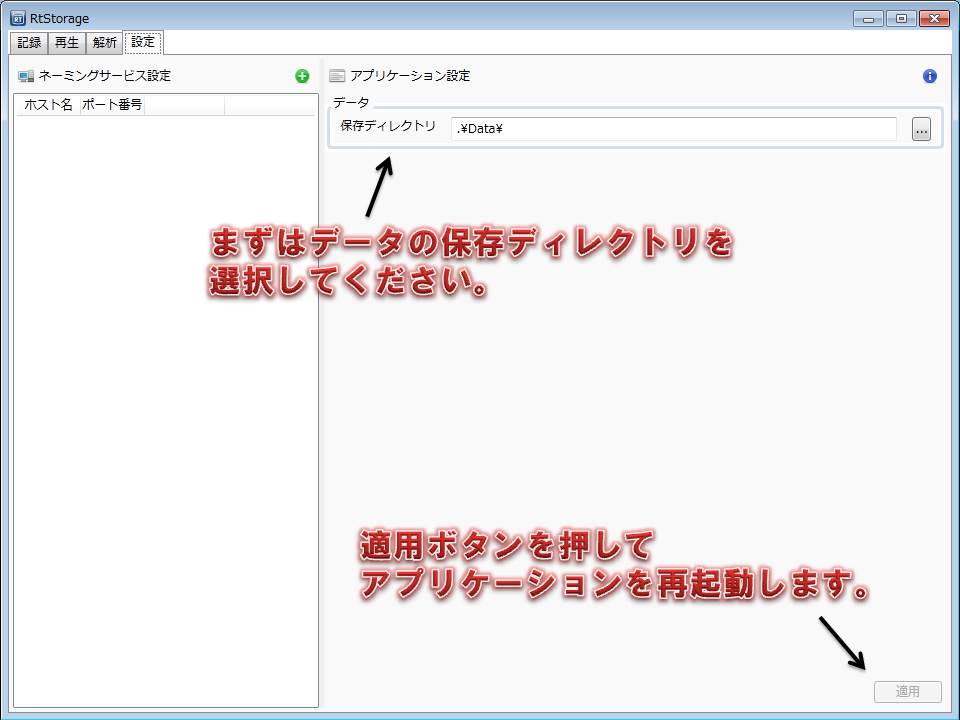 RtStorage
記録 再生 解析 設定
ネーミングサービス設定
ホスト名 ポート番号
アプリケーション設定
データ
保存ディレクトリ .¥Data¥ ...
まずはデータの保存ディレクトリを
選択してください。
適用ボタンを押して
アプリケーションを再起動します。
適用